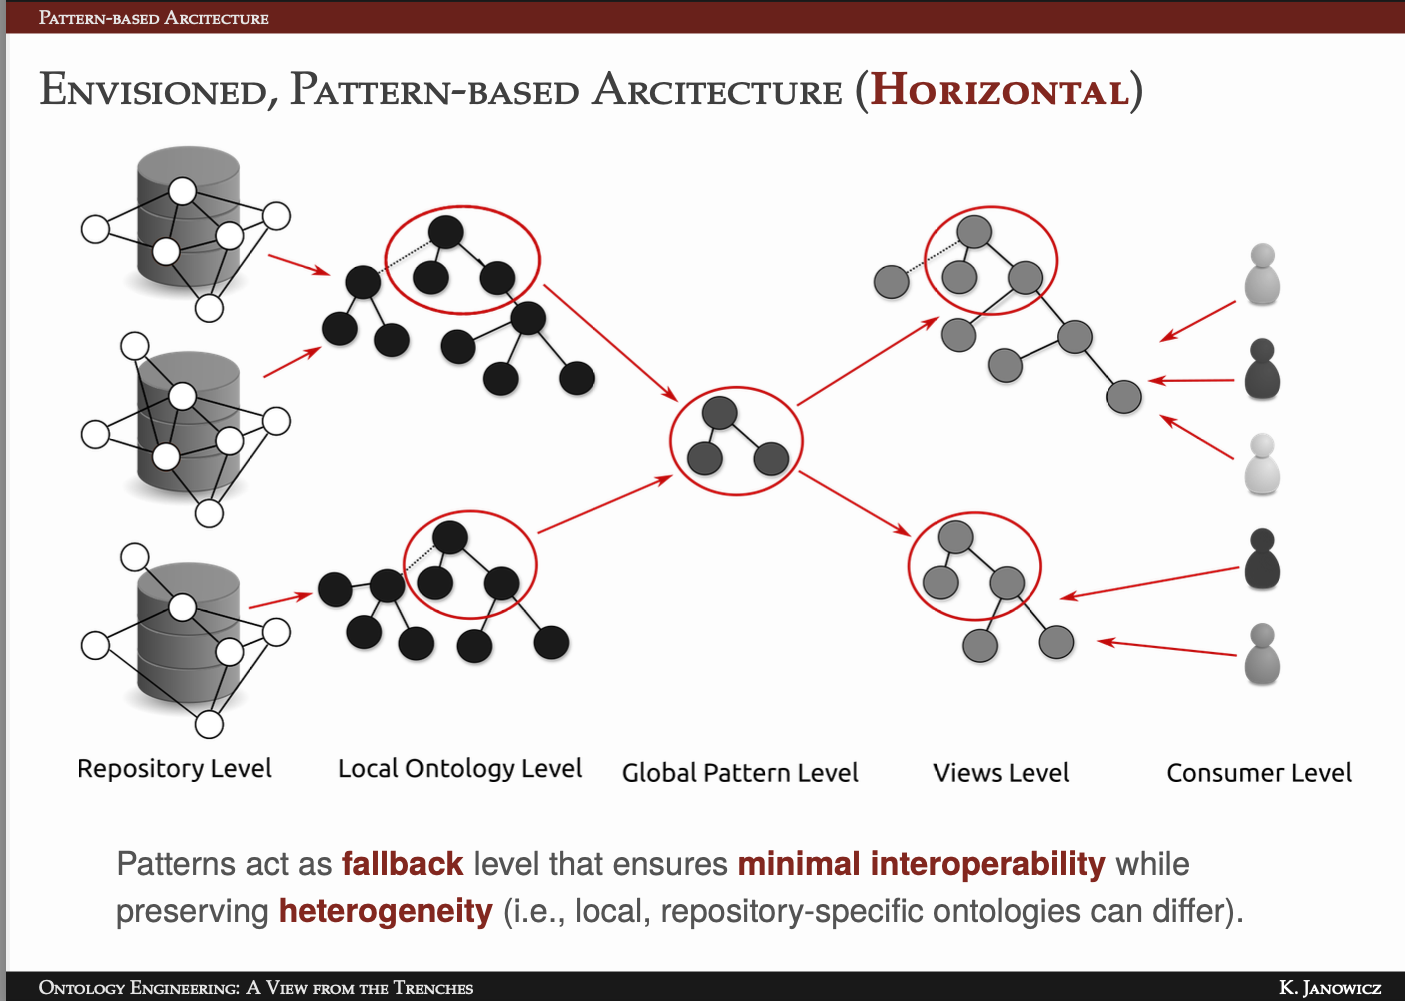 Pattern-based Arcitecture
Envisioned, Pattern-based Arcitecture (Horizontal)
Repository Level
Local Ontology Level
Global Pattern Level
Views Level
Consumer Level
Patterns act as fallback level that ensures minimal interoperability while
preserving heterogeneity (i.e., local, repository-specific ontologies can differ).
Ontology Engineering: A View from the Trenches
K. Janowicz